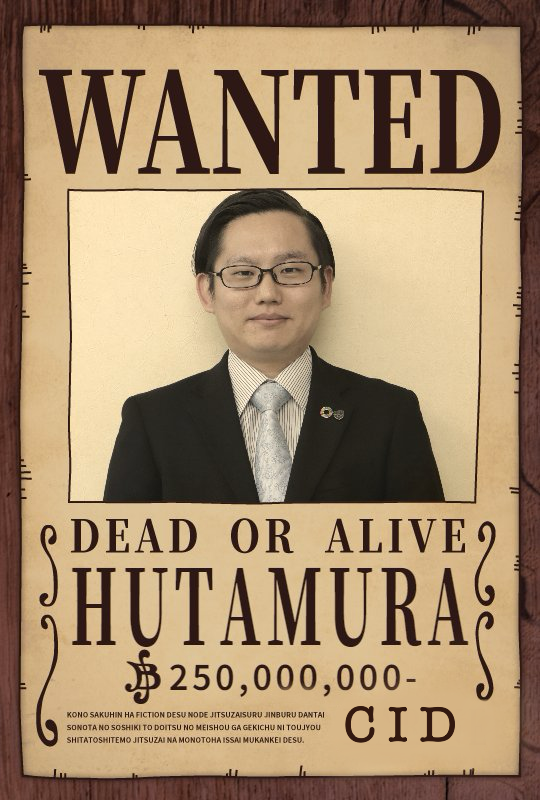 WANTED
DEAD OR ALIVE
HUTAMURA
฿250,000,000-
KONO SAKUHIN HA FICTION DESU NODE JITSUZAISURU JINBURU DANTAI
SONOTA NO SOSHIKI TO DOITSU NO MEISHOU GA GEKICHU NI TOUJYOU
SHITATOSHITEMO JITSUZAI NA MONOTOHA ISSAI MUKANKEI DESU.
CID